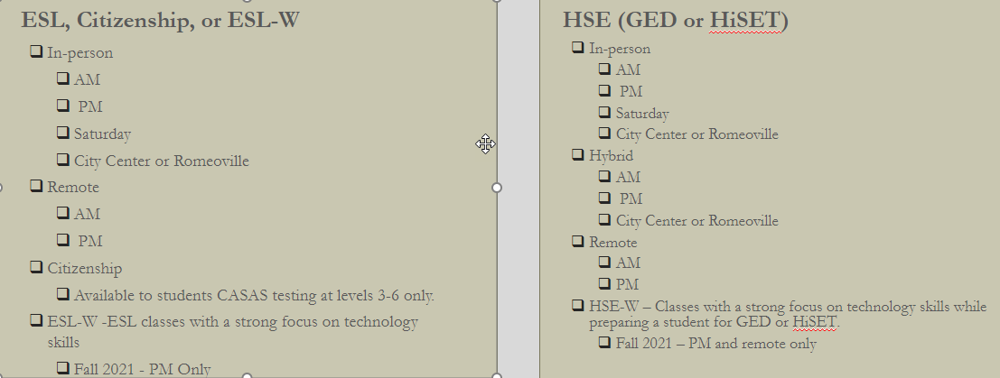 ESL, Citizenship, or ESL-W
In-person
AM
PM
Saturday
City Center or Romeoville
Remote
AM
PM
Citizenship
Available to students CASAS testing at levels 3-6 only.
ESL-W -ESL classes with a strong focus on technology
skills
Fall 2021 - PM Only
HSE (GED or HiSET)
In-person
AM
PM
Saturday
City Center or Romeoville
Hybrid
AM
PM
City Center or Romeoville
Remote
AM
PM
HSE-W – Classes with a strong focus on technology skills while
preparing a student for GED or HiSET.
Fall 2021 – PM and remote only